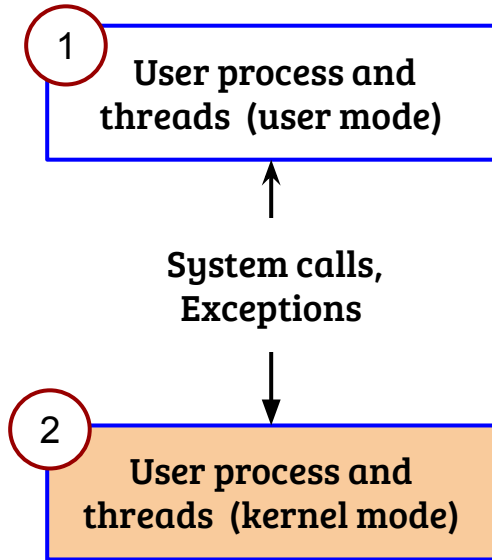 1
User process and
threads (user mode)
System calls,
Exceptions
2
User process and
threads (kernel mode)